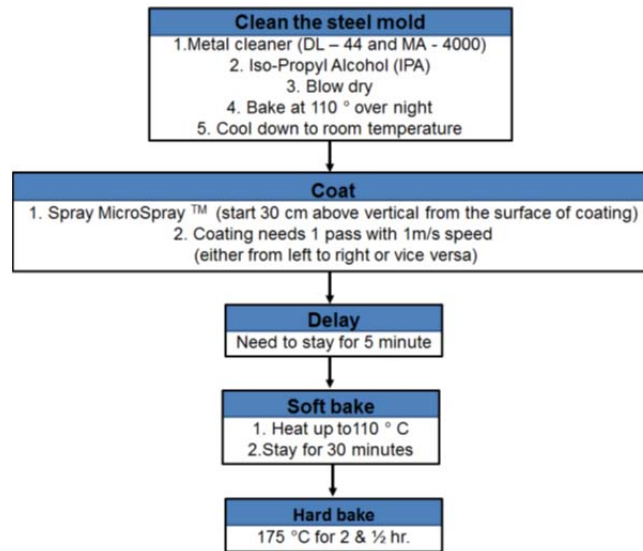 Clean the steel mold
1.Metal cleaner (DL – 44 and MA - 4000)
2. Iso-Propyl Alcohol (IPA)
3. Blow dry
4. Bake at 110 ° over night
5. Cool down to room temperature
Coat
1. Spray MicroSpray ™ (start 30 cm above vertical from the surface of coating)
2. Coating needs 1 pass with 1m/s speed
(either from left to right or vice versa)
Delay
Need to stay for 5 minute
Soft bake
1. Heat up to110 ° C
2.Stay for 30 minutes
Hard bake
175 °C for 2 & ½ hr.